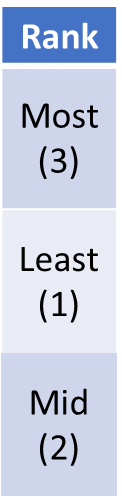 Rank
Most
(3)
Least
(1)
Mid
(2)